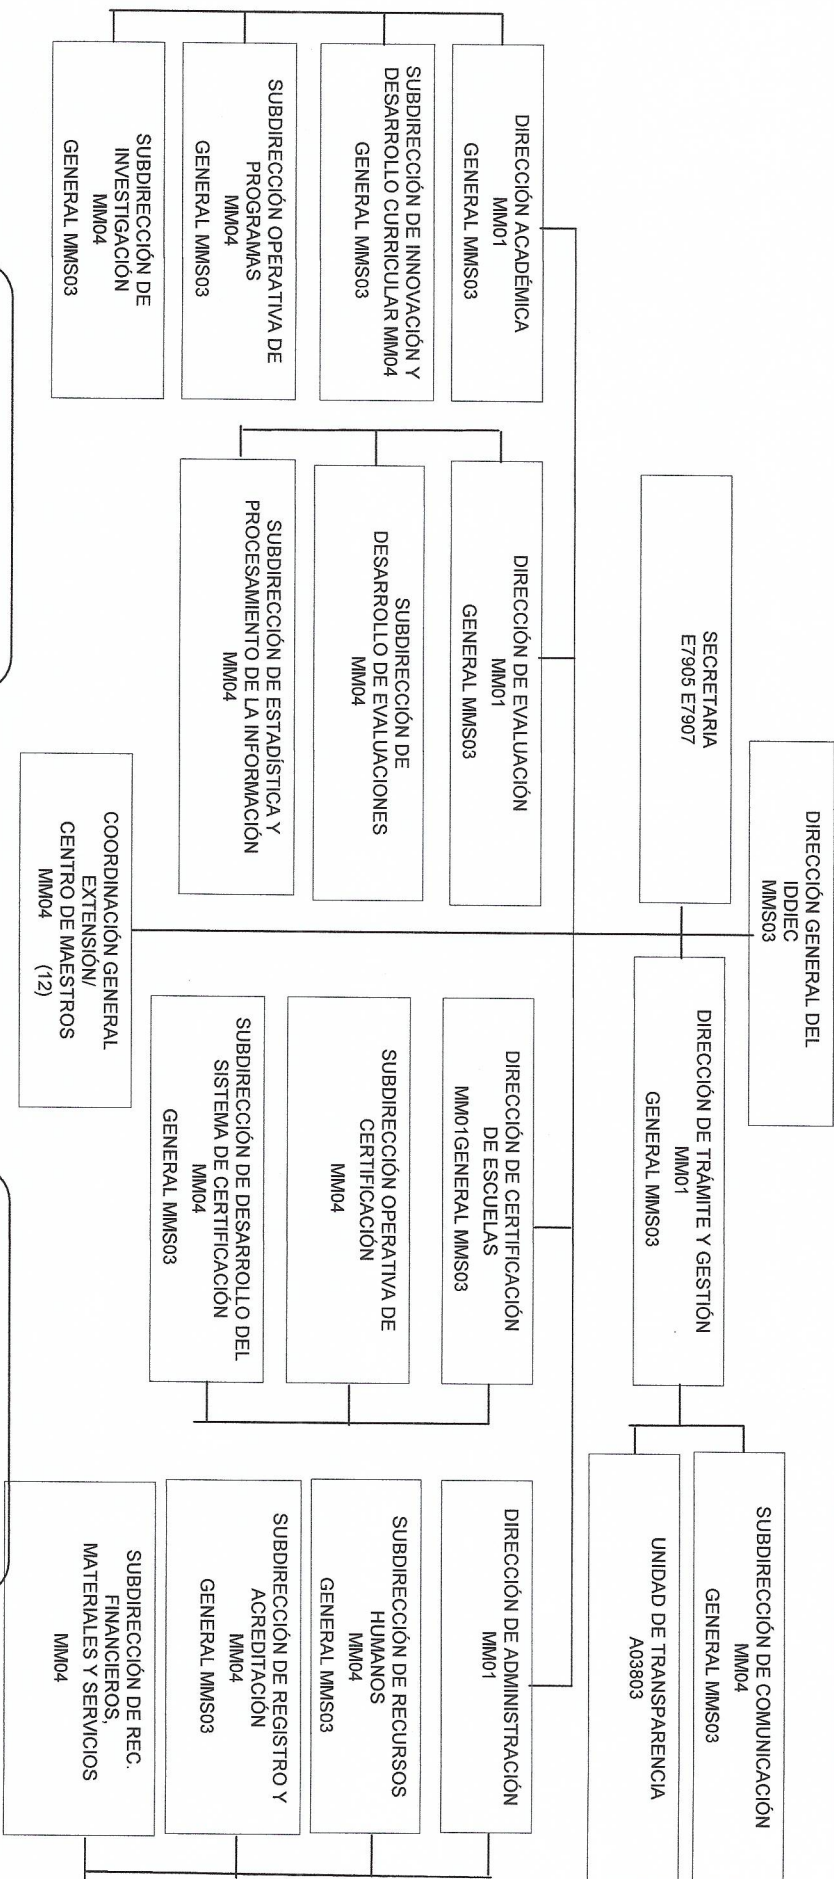 DIRECCIÓN GENERAL DEL
IDDIEC
MMS03
SECRETARIA
E7905 E7907
DIRECCIÓN DE TRÁMITE Y GESTIÓN
MM01
GENERAL MMS03
SUBDIRECCIÓN DE COMUNICACIÓN
MM04
GENERAL MMS03
UNIDAD DE TRANSPARENCIA
A03803
DIRECCIÓN ACADÉMICA
MM01
GENERAL MMS03
SUBDIRECCIÓN DE INNOVACIÓN Y
DESARROLLO CURRICULAR MM04
GENERAL MMS03
SUBDIRECCIÓN OPERATIVA DE
PROGRAMAS
MM04
GENERAL MMS03
SUBDIRECCIÓN DE
INVESTIGACIÓN
MM04
GENERAL MMS03
DIRECCIÓN DE EVALUACIÓN
MM01
GENERAL MMS03
SUBDIRECCIÓN DE
DESARROLLO DE EVALUACIONES
MM04
SUBDIRECCIÓN DE ESTADÍSTICA Y
PROCESAMIENTO DE LA INFORMACIÓN
MM04
DIRECCIÓN DE CERTIFICACIÓN
DE ESCUELAS
MM01GENERAL MMS03
SUBDIRECCIÓN OPERATIVA DE
CERTIFICACIÓN
MM04
SUBDIRECCIÓN DE DESARROLLO DEL
SISTEMA DE CERTIFICACIÓN
MM04
GENERAL MMS03
DIRECCIÓN DE ADMINISTRACIÓN
MM01
SUBDIRECCIÓN DE RECURSOS
HUMANOS
MM04
GENERAL MMS03
SUBDIRECCIÓN DE REGISTRO Y
ACREDITACIÓN
MM04
GENERAL MMS03
SUBDIRECCIÓN DE REC.
FINANCIEROS,
MATERIALES Y SERVICIOS
MM04
COORDINACIÓN GENERAL
EXTENSIÓN/
CENTRO DE MAESTROS
MM04 (12)